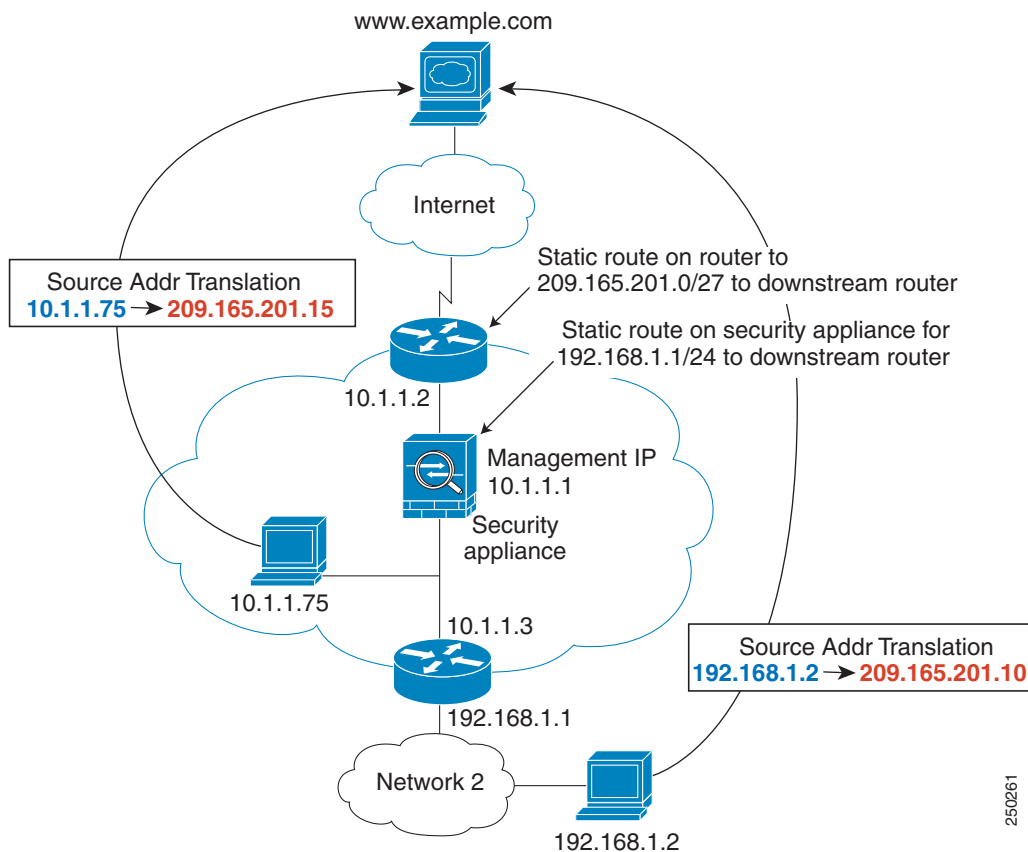 www.example.com
Internet
Static route on router to
209.165.201.0/27 to downstream router
Source Addr Translation
10.1.1.75 → 209.165.201.15
Static route on security appliance for
192.168.1.1/24 to downstream router
10.1.1.2
Management IP
10.1.1.1
Security
appliance
10.1.1.75
10.1.1.3
Source Addr Translation
192.168.1.2 → 209.165.201.10
192.168.1.1
Network 2
192.168.1.2
250261